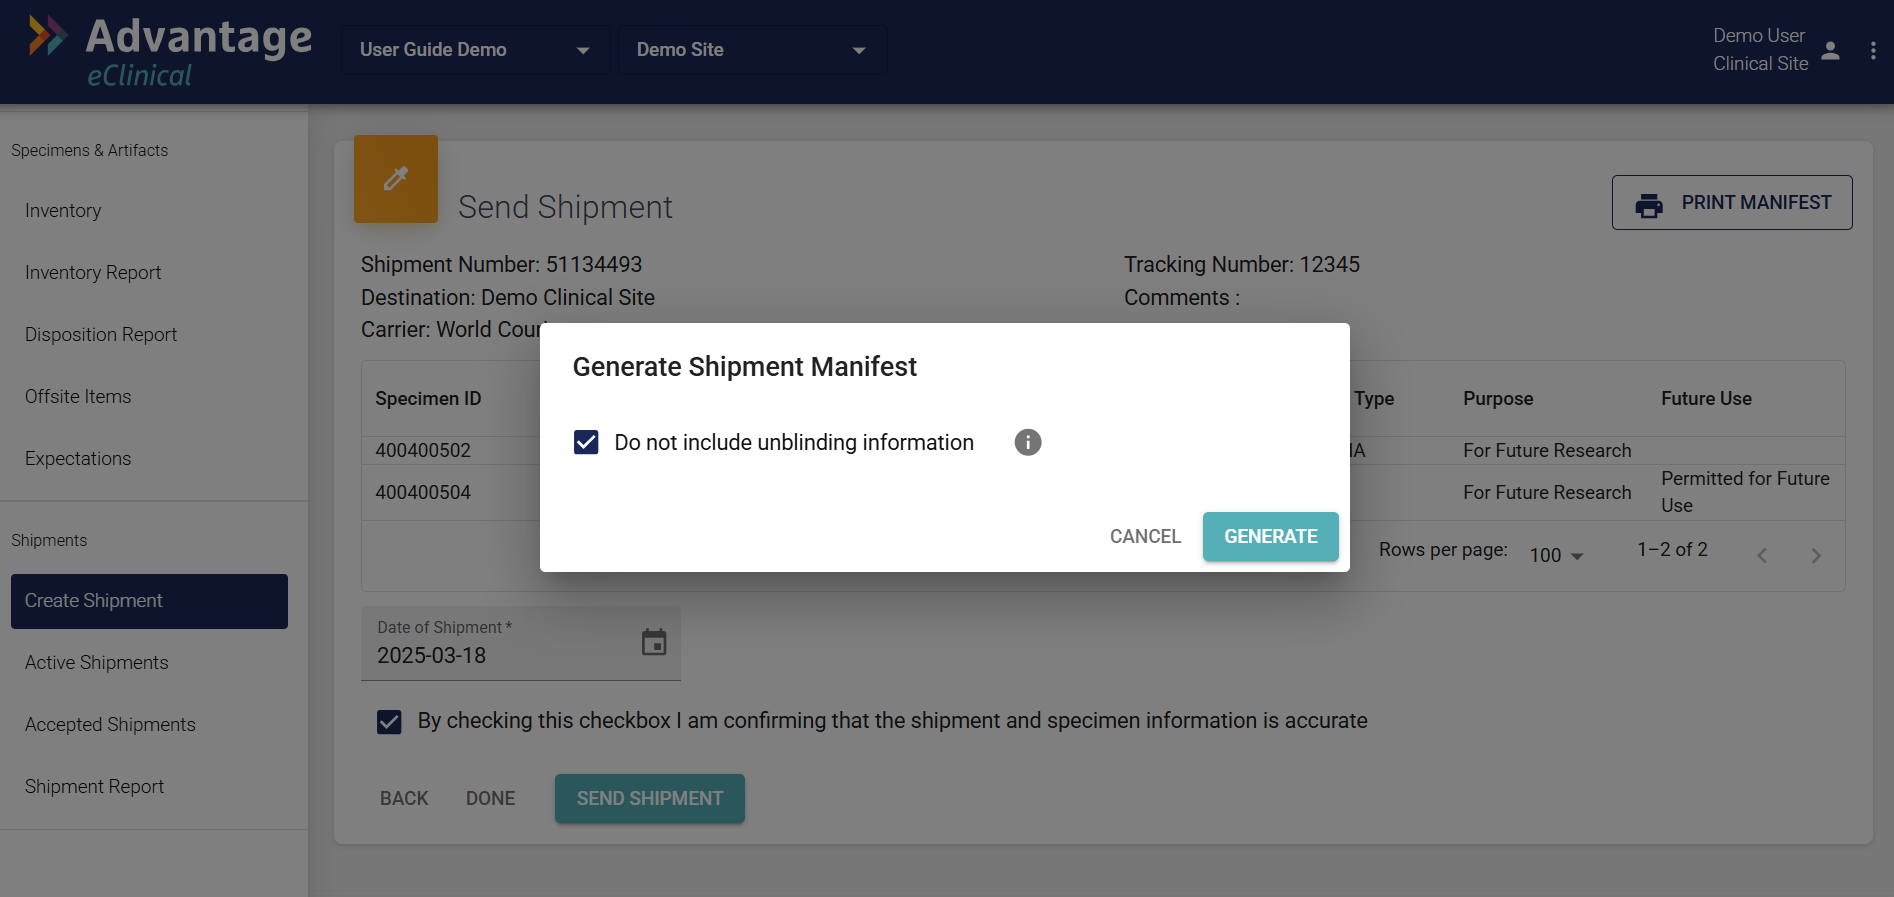 Advantage
eClinical
User Guide Demo
Demo Site
Demo User
Clinical Site
Specimens & Artifacts
Inventory
Inventory Report
Disposition Report
Offsite Items
Expectations
Shipments
Create Shipment
Active Shipments
Accepted Shipments
Shipment Report
Send Shipment
PRINT MANIFEST
Shipment Number: 51134493
Tracking Number: 12345
Destination: Demo Clinical Site
Comments :
Carrier: World
Generate Shipment Manifest
Do not include unblinding information
CANCEL
GENERATE
Specimen ID
Type
Purpose
Future Use
400400502
For Future Research
400400504
For Future Research
Permitted for Future
Use
Rows per page:
100
1–2 of 2
Date of Shipment *
2025-03-18
By checking this checkbox I am confirming that the shipment and specimen information is accurate
BACK
DONE
SEND SHIPMENT